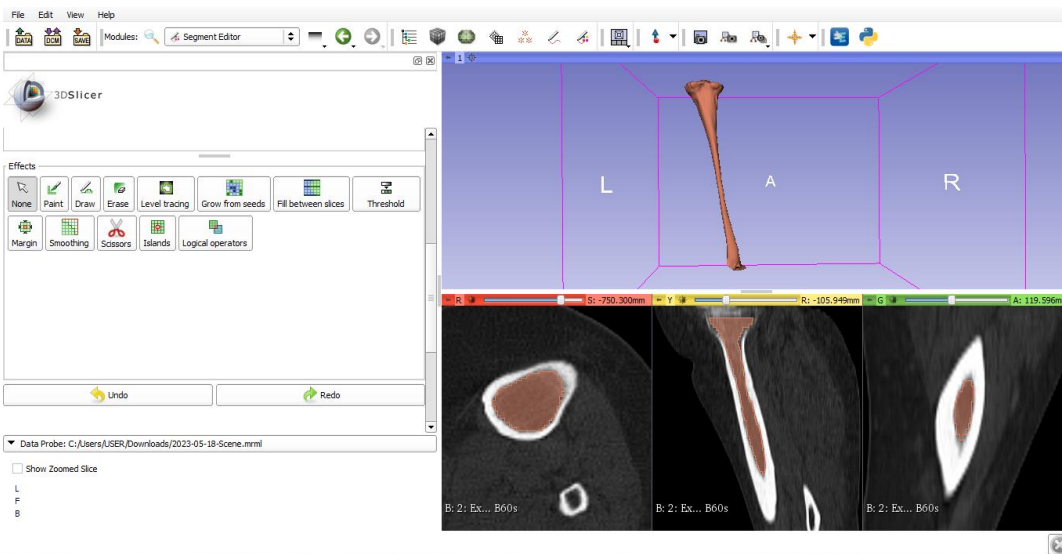 File Edit View Help
DATA DCM SAVE Modules: Segment Editor
1
3DSlicer
L A R
Effects
None Paint Draw Erase Level tracing Grow from seeds Fill between slices Threshold
Margin Smoothing Scissors Islands Logical operators
R S: -750.300mm Y R: -105.949mm G A: 119.596m
Undo Redo
Data Probe: C:/Users/USER/Downloads/2023-05-18-Scene.mrml
Show Zoomed Slice
L
F
B
B: 2: Ex... B60s B: 2: Ex... B60s B: 2: Ex... B60s